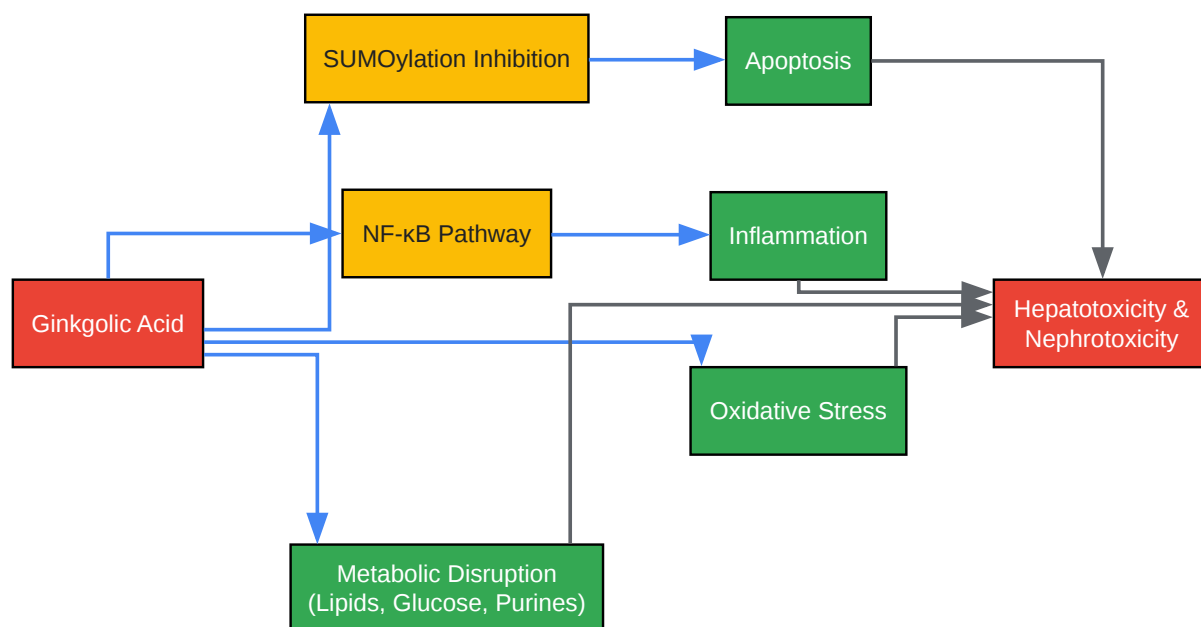 SUMOylation Inhibition
Apoptosis
NF-κB Pathway
Inflammation
Ginkgolic Acid
Hepatotoxicity &
Nephrotoxicity
Oxidative Stress
Metabolic Disruption
(Lipids, Glucose, Purines)